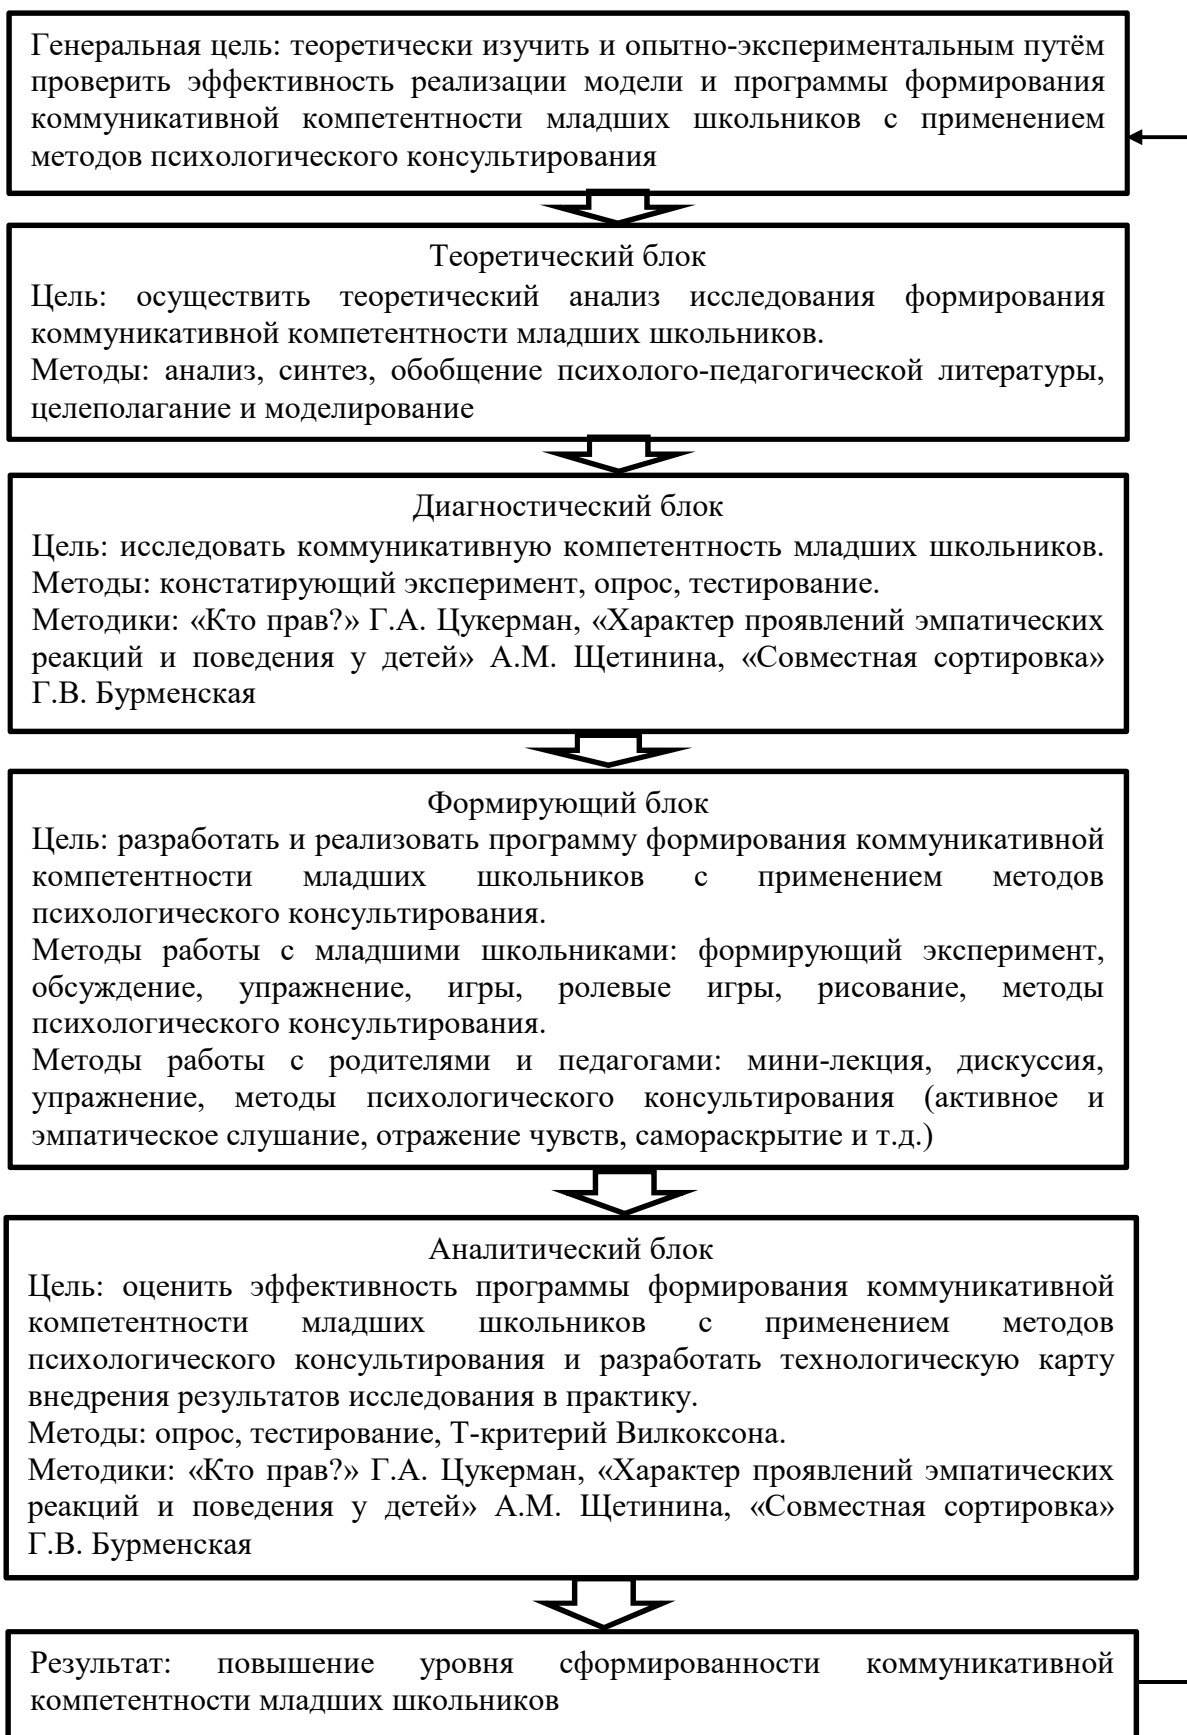 Генеральная цель: теоретически изучить и опытно-экспериментальным путём
проверить эффективность реализации модели и программы формирования
коммуникативной компетентности младших школьников с применением
методов психологического консультирования
Теоретический блок
Цель: осуществить теоретический анализ исследования формирования
коммуникативной компетентности младших школьников.
Методы: анализ, синтез, обобщение психолого-педагогической литературы,
целеполагание и моделирование
Диагностический блок
Цель: исследовать коммуникативную компетентность младших школьников.
Методы: констатирующий эксперимент, опрос, тестирование.
Методики: «Кто прав?» Г.А. Цукерман, «Характер проявлений эмпатических
реакций и поведения у детей» А.М. Щетинина, «Совместная сортировка»
Г.В. Бурменская
Формирующий блок
Цель: разработать и реализовать программу формирования коммуникативной
компетентности младших школьников с применением методов
психологического консультирования.
Методы работы с младшими школьниками: формирующий эксперимент,
обсуждение, упражнение, игры, ролевые игры, рисование, методы
психологического консультирования.
Методы работы с родителями и педагогами: мини-лекция, дискуссия,
упражнение, методы психологического консультирования (активное и
эмпатическое слушание, отражение чувств, самораскрытие и т.д.)
Аналитический блок
Цель: оценить эффективность программы формирования коммуникативной
компетентности младших школьников с применением методов
психологического консультирования и разработать технологическую карту
внедрения результатов исследования в практику.
Методы: опрос, тестирование, Т-критерий Вилкоксона.
Методики: «Кто прав?» Г.А. Цукерман, «Характер проявлений эмпатических
реакций и поведения у детей» А.М. Щетинина, «Совместная сортировка»
Г.В. Бурменская
Результат: повышение уровня сформированности коммуникативной
компетентности младших школьников